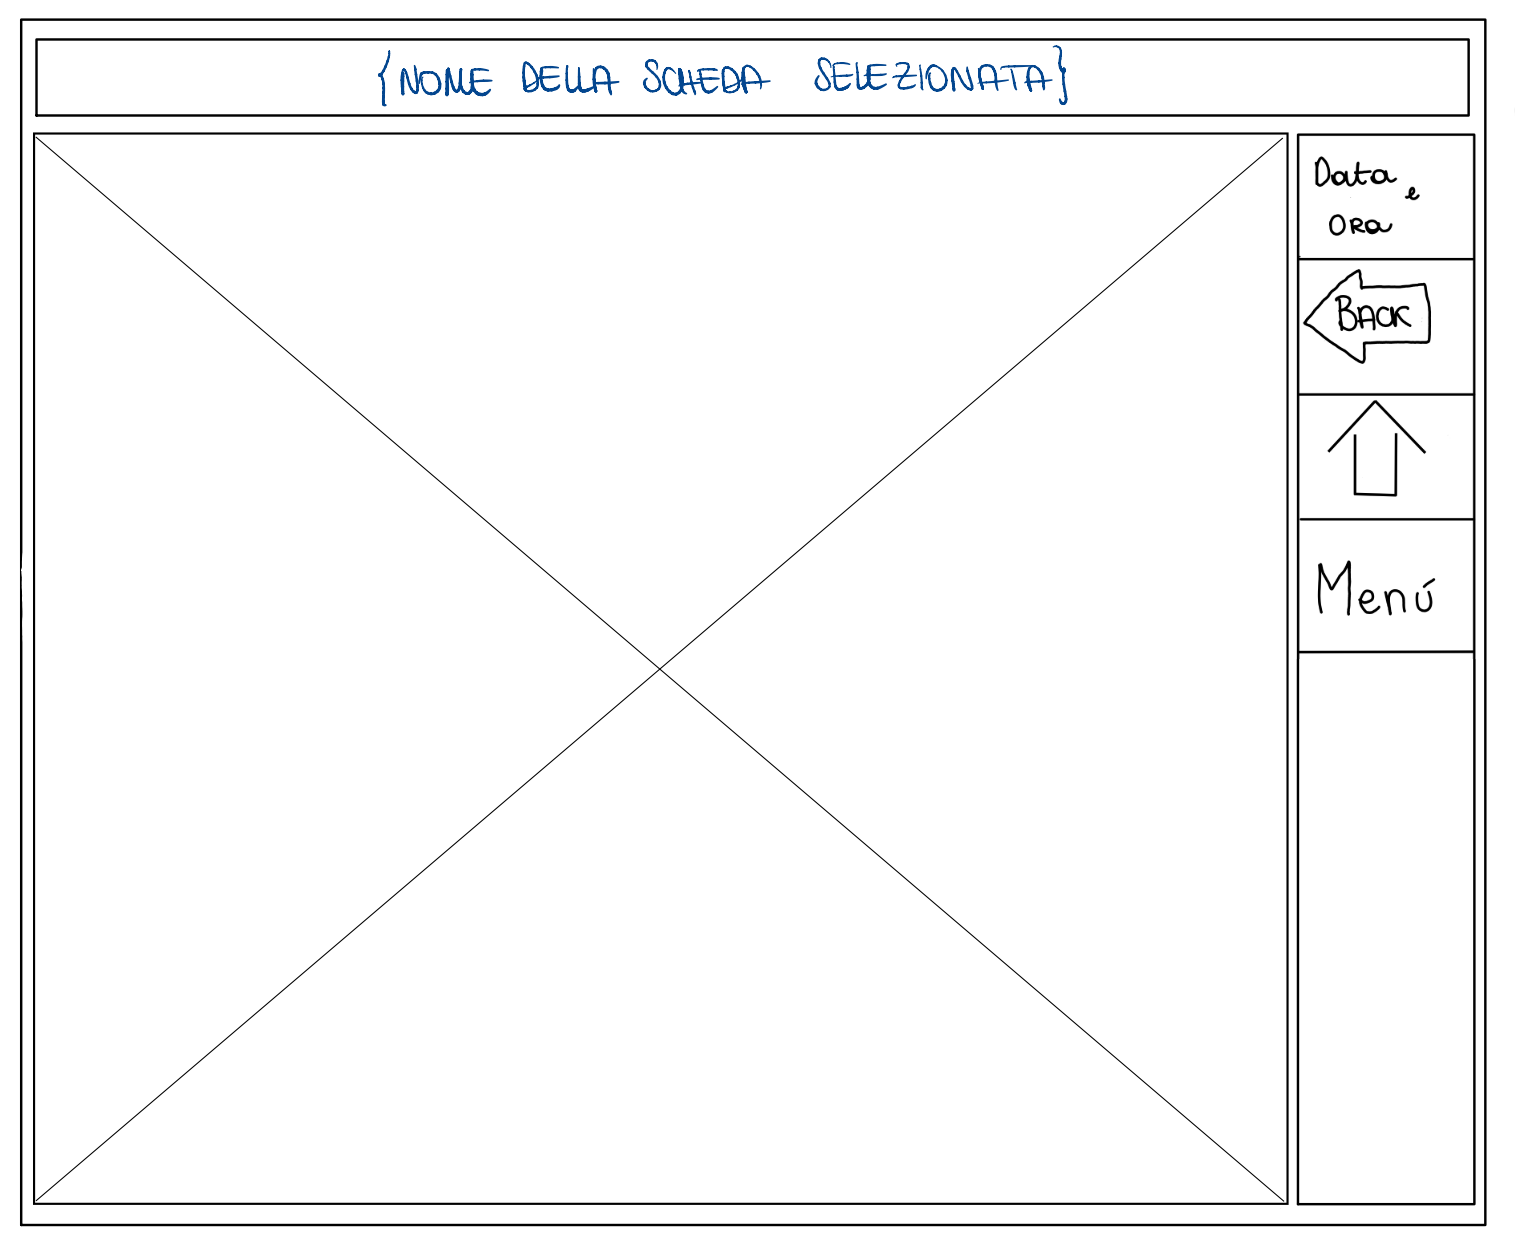 {NOME DELLA SCHEDA SELEZIONATA}
Data e
ORa
BACK
Menú